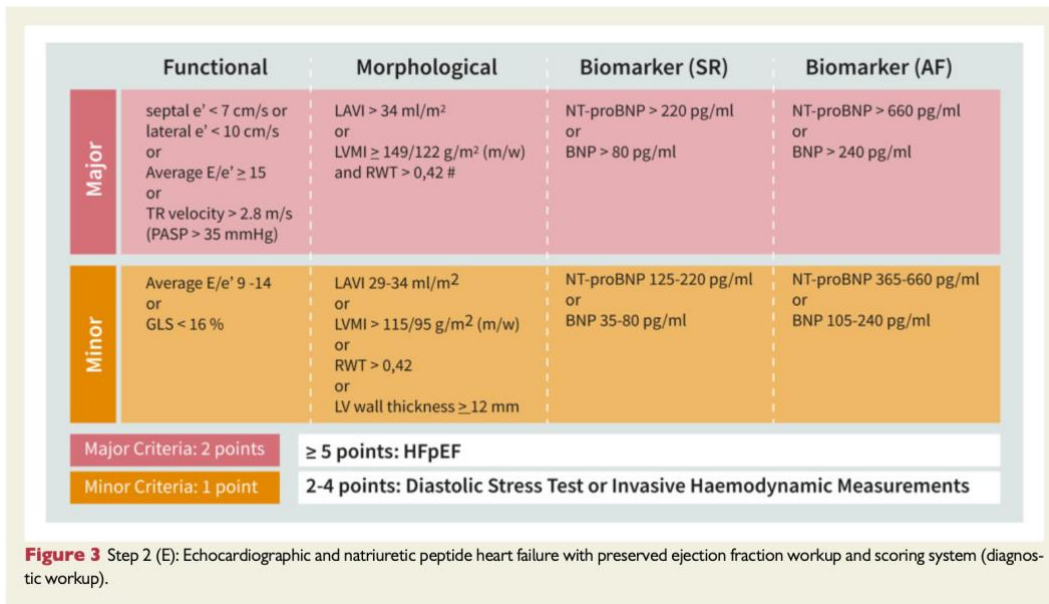 Functional
Morphological
Biomarker (SR)
Biomarker (AF)
Major
septal e' < 7 cm/s or
lateral e' < 10 cm/s
or
Average E/e' ≥ 15
or
TR velocity > 2.8 m/s
(PASP > 35 mmHg)
LAVI > 34 ml/m²
or
LVMI ≥ 149/122 g/m² (m/w)
and RWT > 0,42 #
NT-proBNP > 220 pg/ml
or
BNP > 80 pg/ml
NT-proBNP > 660 pg/ml
or
BNP > 240 pg/ml
Minor
Average E/e' 9 -14
or
GLS < 16 %
LAVI 29-34 ml/m²
or
LVMI > 115/95 g/m² (m/w)
or
RWT > 0,42
or
LV wall thickness ≥ 12 mm
NT-proBNP 125-220 pg/ml
or
BNP 35-80 pg/ml
NT-proBNP 365-660 pg/ml
or
BNP 105-240 pg/ml
Major Criteria: 2 points
≥ 5 points: HFpEF
Minor Criteria: 1 point
2-4 points: Diastolic Stress Test or Invasive Haemodynamic Measurements
Figure 3 Step 2 (E): Echocardiographic and natriuretic peptide heart failure with preserved ejection fraction workup and scoring system (diagnos-
tic workup).